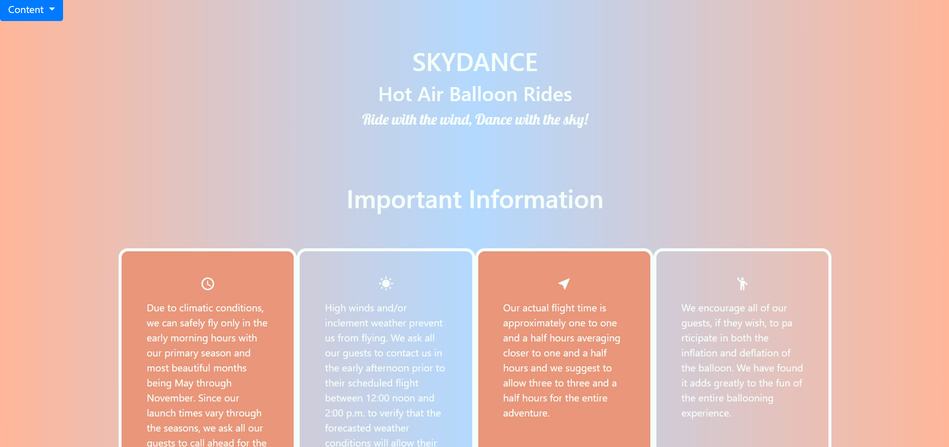 Content
SKYDANCE
Hot Air Balloon Rides
Ride with the wind, Dance with the sky!
Important Information
Due to climatic conditions,
we can safely fly only in the
early morning hours with
our primary season and
most beautiful months
being May through
November. Since our
launch times vary through
the seasons, we ask all our
guests to call ahead for the
High winds and/or
inclement weather prevent
us from flying. We ask all
our guests to contact us in
the early afternoon prior to
their scheduled flight
between 12:00 noon and
2:00 p.m. to verify that the
forecasted weather
conditions will allow their
Our actual flight time is
approximately one to one
and a half hours averaging
closer to one and a half
hours and we suggest to
allow three to three and a
half hours for the entire
adventure.
We encourage all of our
guests, if they wish, to pa
rticipate in both the
inflation and deflation of
the balloon. We have found
it adds greatly to the fun of
the entire ballooning
experience.